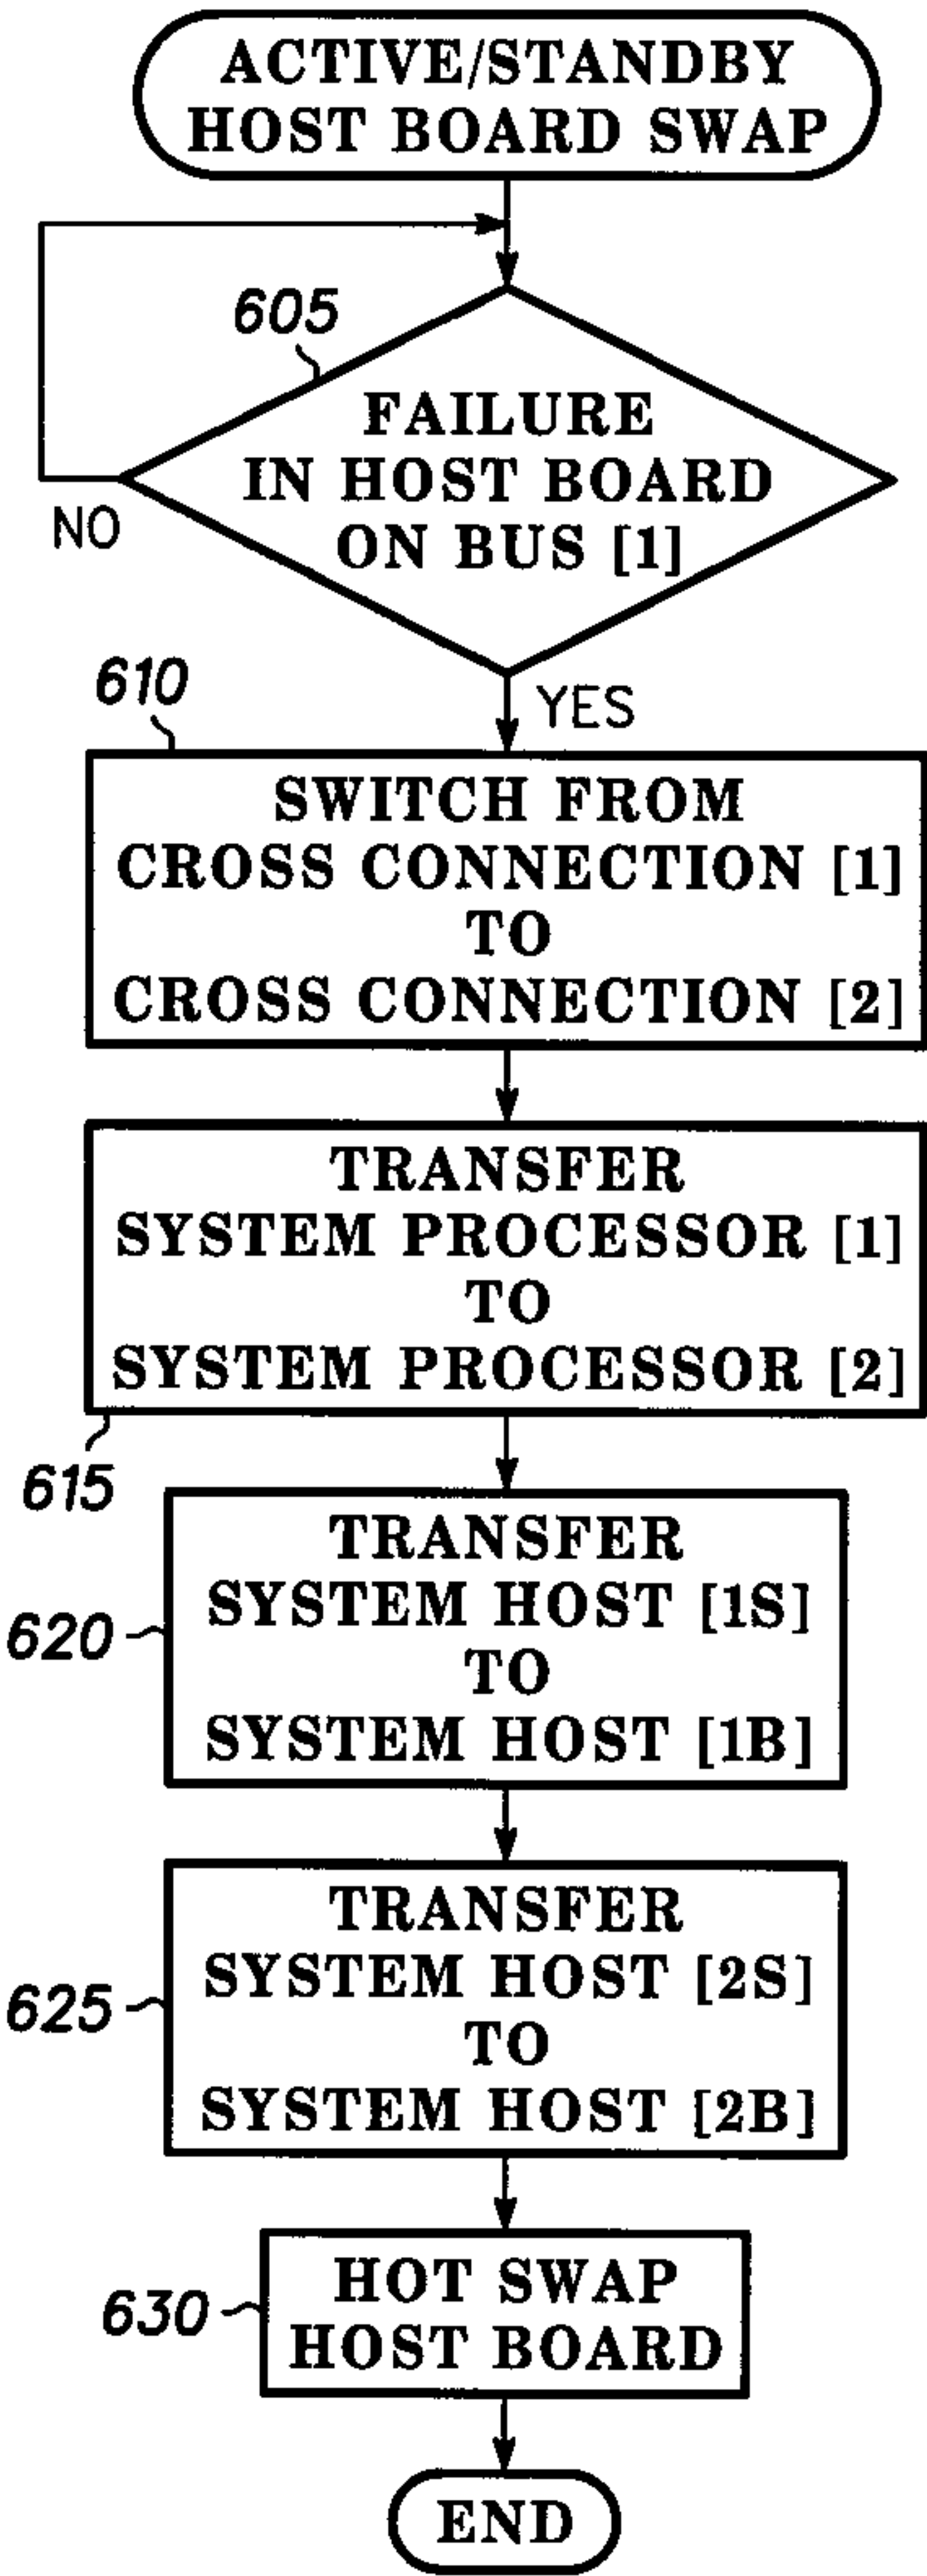 ACTIVE/STANDBY
HOST BOARD SWAP
605
FAILURE
IN HOST BOARD
ON BUS [1]
NO
YES
610
SWITCH FROM
CROSS CONNECTION [1]
TO
CROSS CONNECTION [2]
TRANSFER
SYSTEM PROCESSOR [1]
TO
SYSTEM PROCESSOR [2]
615
TRANSFER
SYSTEM HOST [1S]
TO
SYSTEM HOST [1B]
620
TRANSFER
SYSTEM HOST [2S]
TO
SYSTEM HOST [2B]
625
HOT SWAP
HOST BOARD
630
END